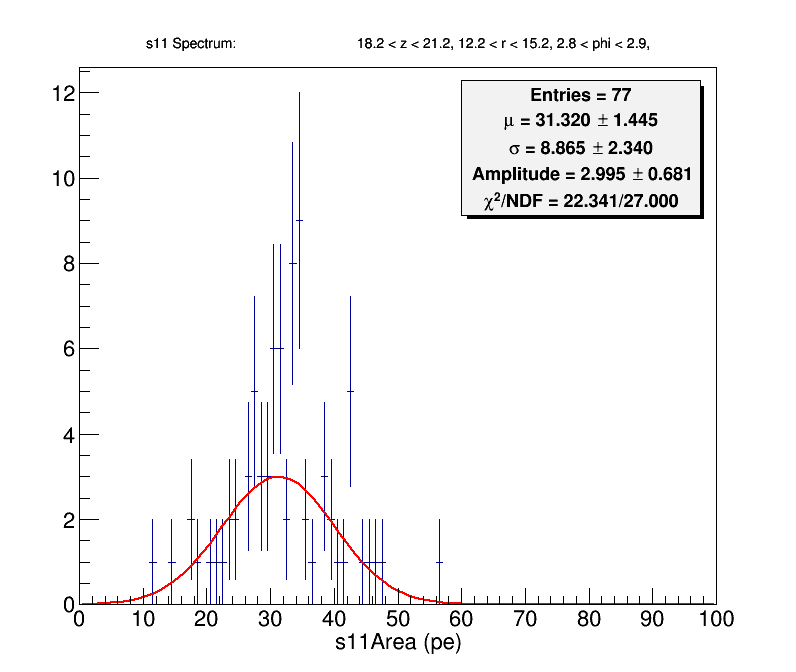 s11 Spectrum: 18.2 < z < 21.2, 12.2 < r < 15.2, 2.8 < phi < 2.9,
Entries = 77
μ = 31.320 ± 1.445
σ = 8.865 ± 2.340
Amplitude = 2.995 ± 0.681
χ²/NDF = 22.341/27.000
12
10
8
6
4
2
0
0 10 20 30 40 50 60 70 80 90 100
s11Area (pe)